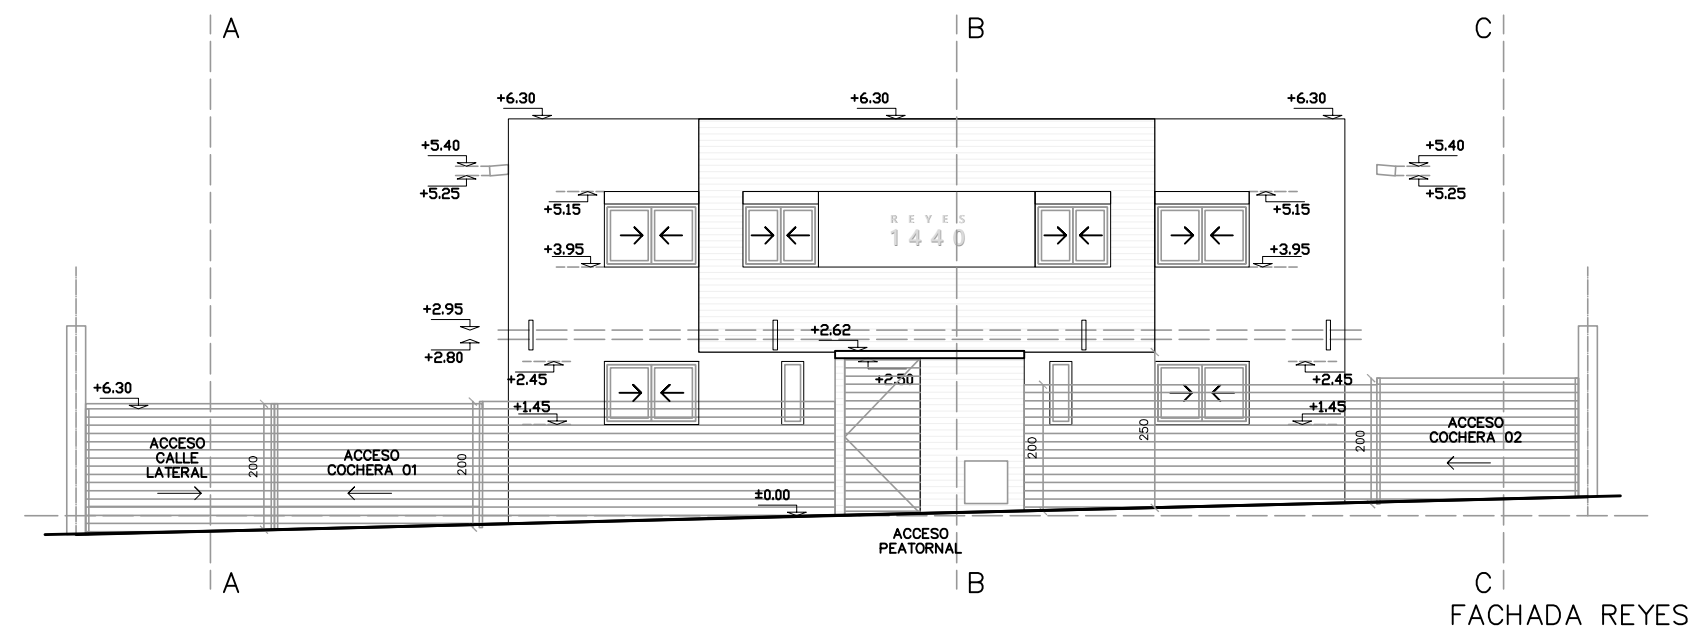 A
B
C
+6.30
+6.30
+6.30
+5.40
+5.40
+5.25
+5.25
+5.15
+5.15
REYES
1440
+3.95
+3.95
+2.95
+2.62
+2.80
+2.45
+2.50
+2.45
+6.30
+1.45
+1.45
ACCESO
CALLE
LATERAL
200
ACCESO
COCHERA 01
200
200
250
200
ACCESO
COCHERA 02
±0.00
ACCESO
PEATORNAL
A
B
C
FACHADA REYES